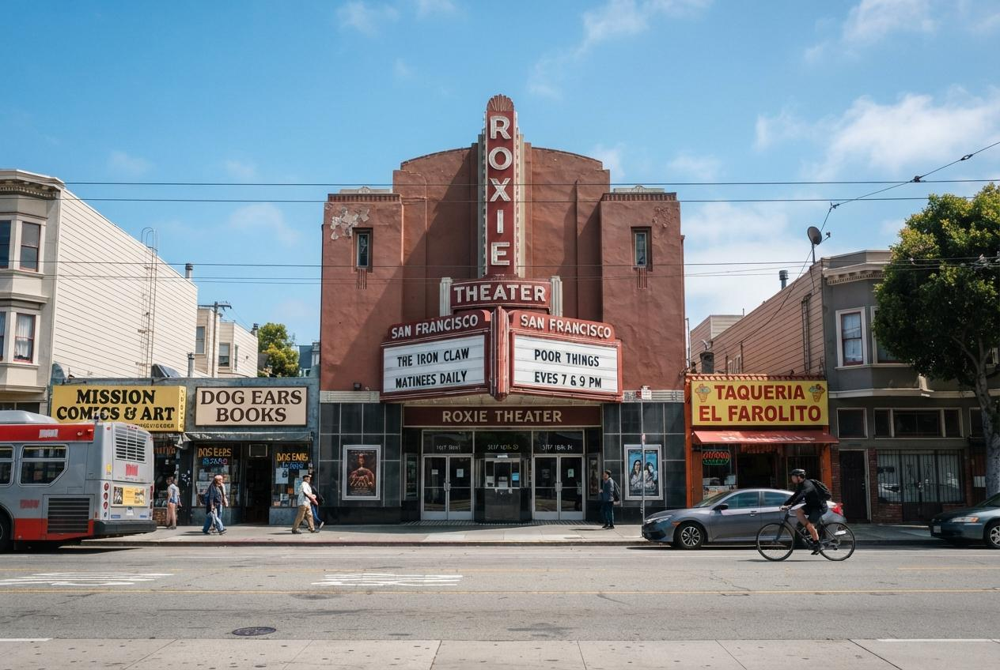 ROXIE
THEATER
SAN FRANCISCO
THE IRON CLAW
MATINEES DAILY
SAN FRANCISCO
POOR THINGS
EVES 7 & 9 PM
ROXIE THEATER
MISSION
COMICS & ART
DOG EARS
BOOKS
TAQUERIA
EL FAROLITO